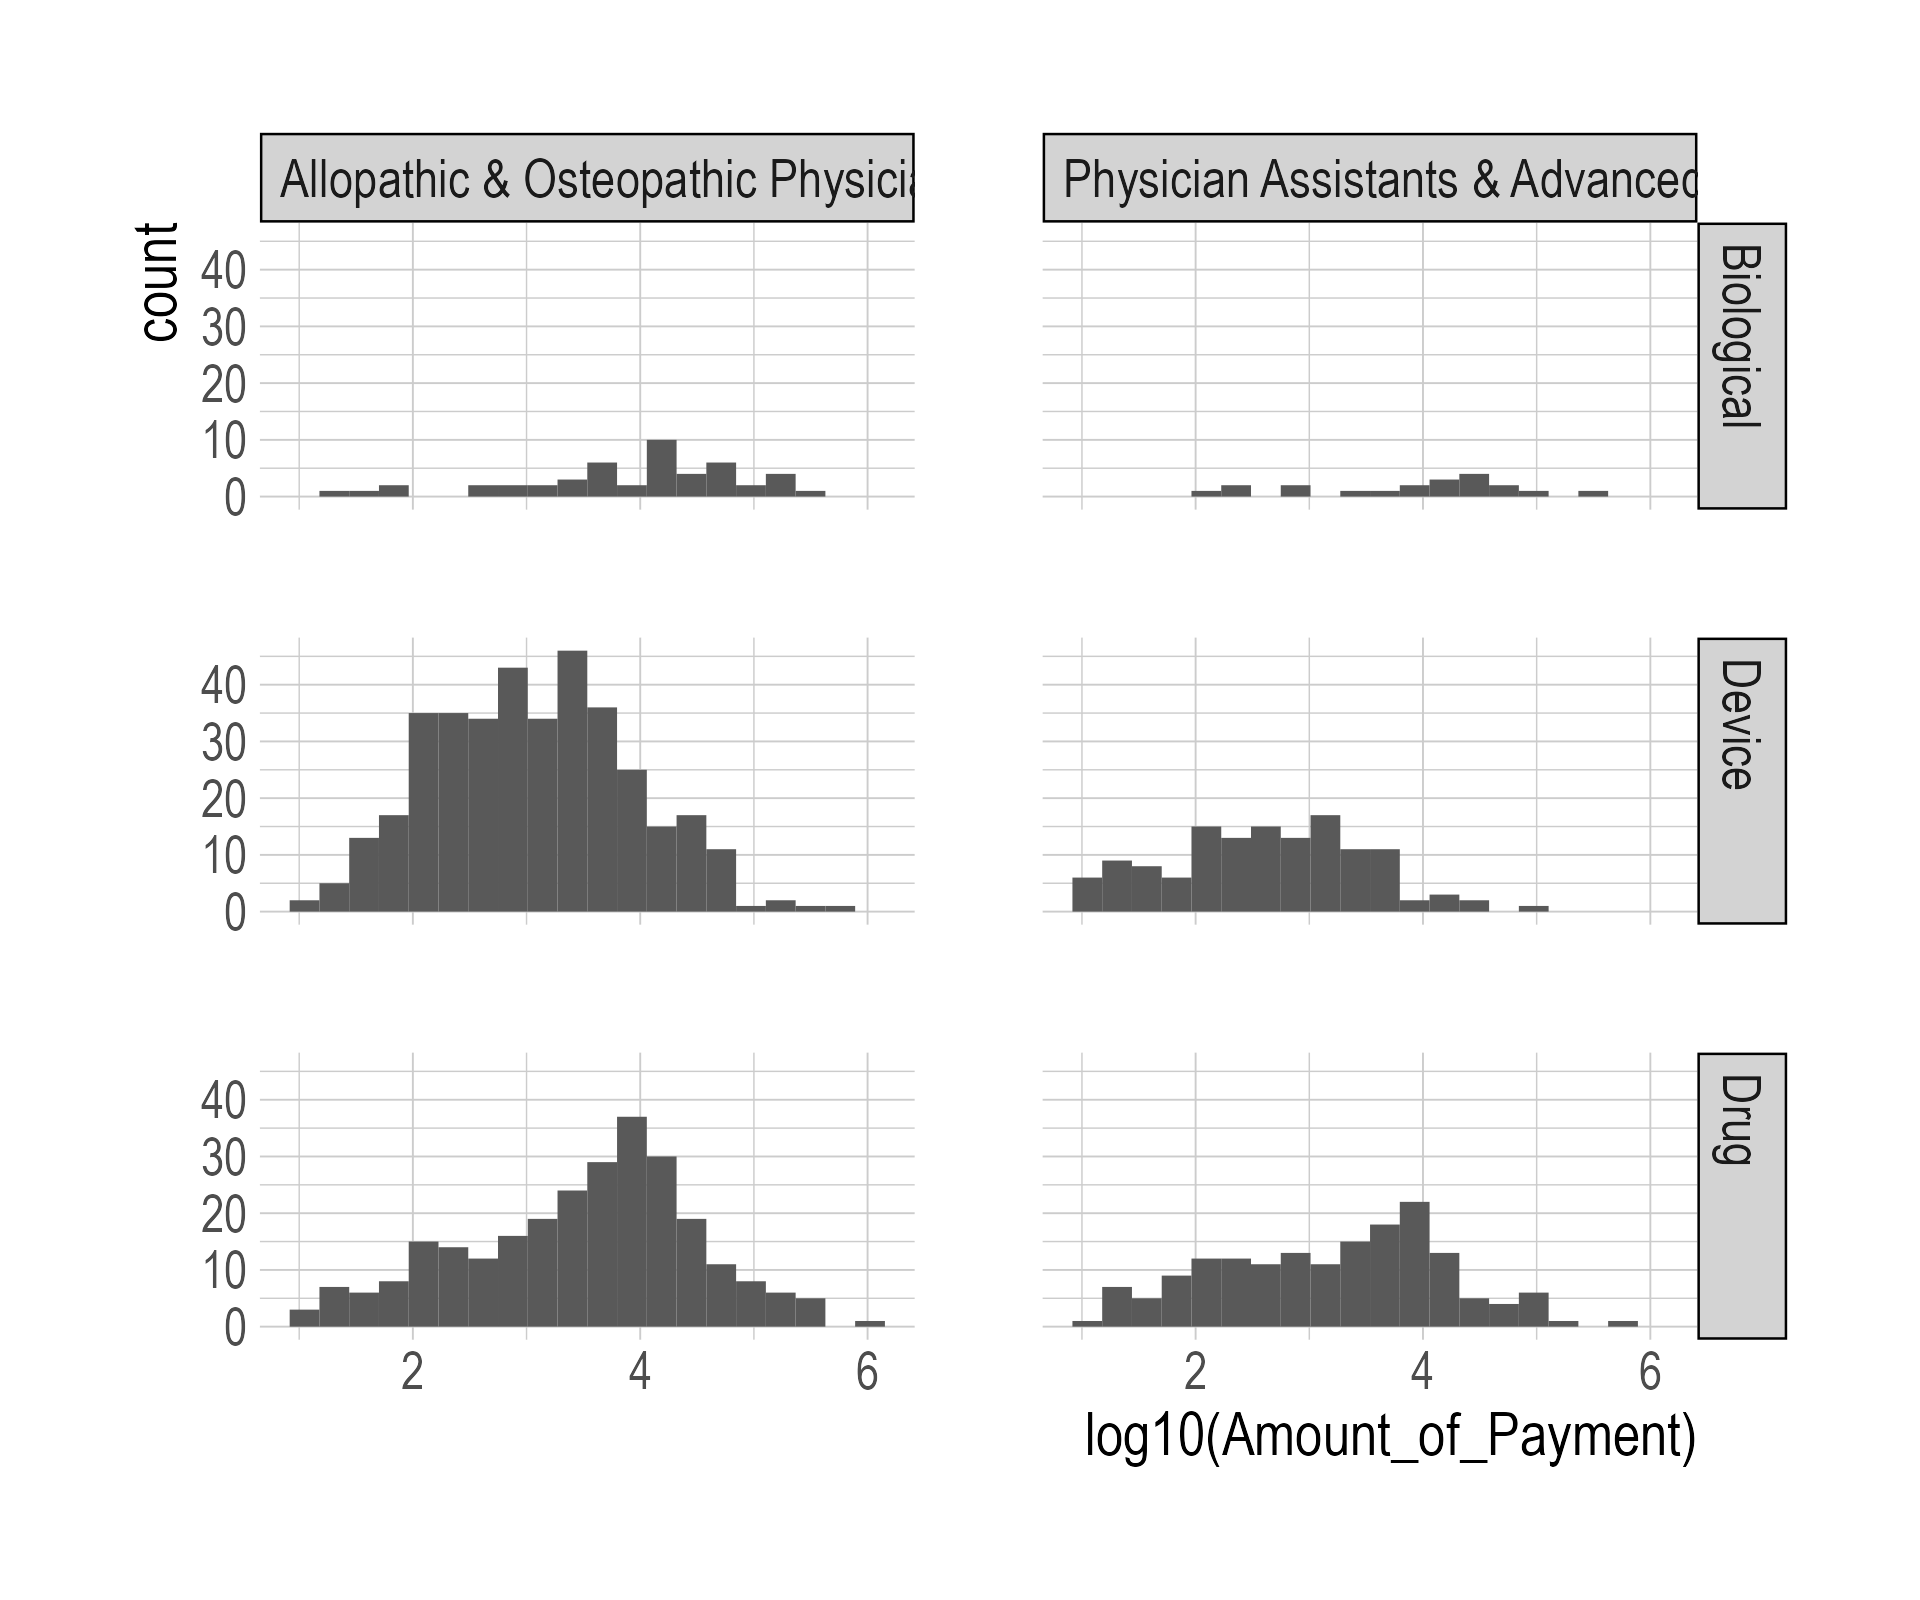 Allopathic & Osteopathic Physicia
Physician Assistants & Advanced
count
40
30
20
10
0
Biological
40
30
20
10
0
Device
40
30
20
10
0
Drug
2 4 6
2 4 6
log10(Amount_of_Payment)